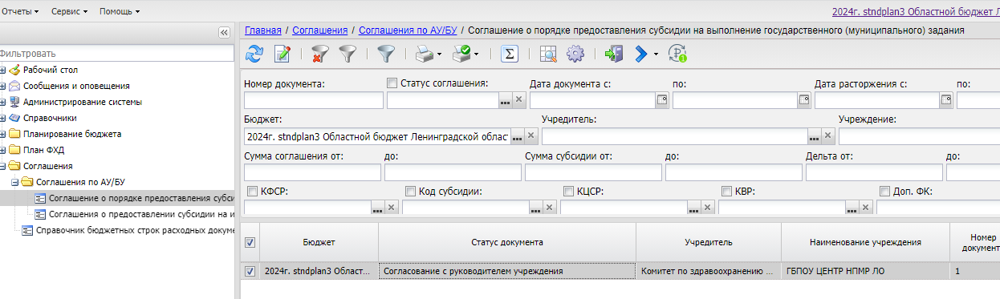 Отчеты Сервис Помощь
2024г. stndplan3 Областной бюджет Л
Главная / Соглашения / Соглашения по АУ/БУ / Соглашение о порядке предоставления субсидии на выполнение государственного (муниципального) задания
Фильтровать
Рабочий стол
Сообщения и оповещения
Администрирование системы
Справочники
Планирование бюджета
План ФХД
Соглашения
Соглашения по АУ/БУ
Соглашение о порядке предоставления субси
Соглашения о предоставлении субсидии на и
Справочник бюджетных строк расходных докуме
Номер документа: Статус соглашения: Дата документа с: по: Дата расторжения с: по:
Бюджет: Учредитель: Учреждение:
2024г. stndplan3 Областной бюджет Ленинградской област
Сумма соглашения от: до: Сумма субсидии от: до: Дельта от: до:
КФСР: Код субсидии: КЦСР: КВР: Доп. ФК:
Бюджет Статус документа Учредитель Наименование учреждения Номер документ
2024г. stndplan3 Област... Согласование с руководителем учреждения Комитет по здравоохранению ... ГБПОУ ЦЕНТР НПМР ЛО 1